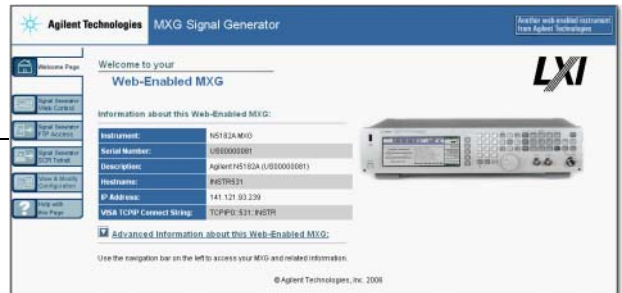 Agilent Technologies
MXG Signal Generator
Another web-enabled instrument
from Agilent Technologies
Welcome Page
Signal Generator
Web Control
Signal Generator
FTP Access
Signal Generator
SCPI Telnet
View & Modify
Configuration
Help with
this Page
Welcome to your
Web-Enabled MXG
LXI
Information about this Web-Enabled MXG:
Instrument: N5182A MXG
Serial Number: US00000081
Description: Agilent N5182A (US00000081)
Hostname: INSTR531
IP Address: 141.121.93.239
VISA TCPIP Connect String: TCPIP0::531::INSTR
Advanced Information about this Web-Enabled MXG:
Use the navigation bar on the left to access your MXG and related information.
© Agilent Technologies, Inc. 2006